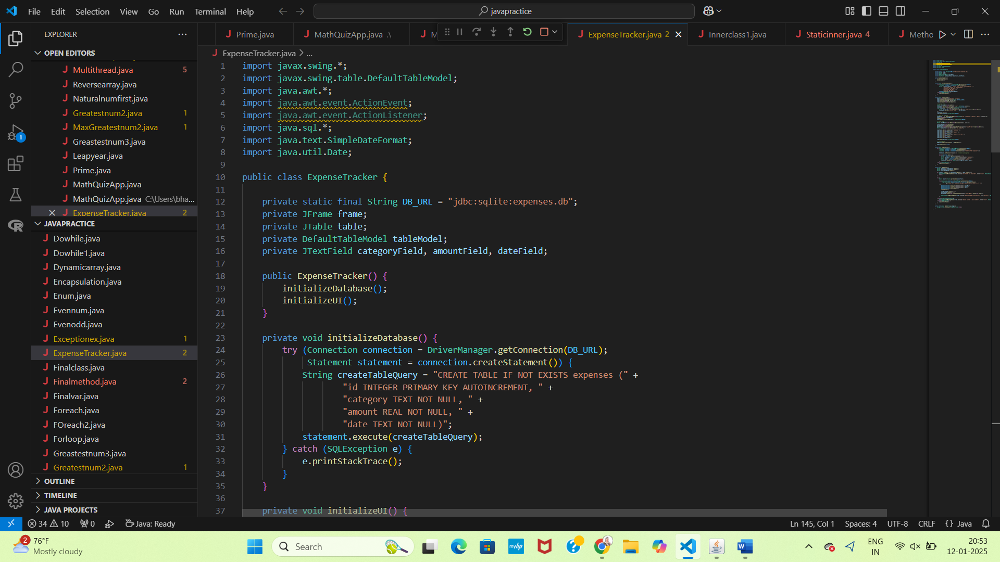 File Edit Selection View Go Run Terminal Help
javapractice
EXPLORER
OPEN EDITORS
Multithread.java 5
Reversearray.java
Naturalnumfirst.java
Greatestnum2.java 1
MaxGreatestnum2.java 1
Greastestnum3.java
Leapyear.java
Prime.java
MathQuizApp.java
MathQuizApp.java C:\Users\bha...
ExpenseTracker.java 2
JAVAPRACTICE
Dowhile.java
Dowhile1.java
Dynamicarray.java
Encapsulation.java
Enum.java
Evennum.java
Evenodd.java
Exceptionex.java 1
ExpenseTracker.java 2
Finalclass.java
Finalmethod.java 2
Finalvar.java
Foreach.java
FOreach2.java
Forloop.java
Greastestnum3.java
Greatestnum2.java 1
OUTLINE
TIMELINE
JAVA PROJECTS
1
Prime.java MathQuizApp.java .\ M ExpenseTracker.java 2 Innerclass1.java Staticinner.java 4 Metho
ExpenseTracker.java > ...
1 import javax.swing.*;
2 import javax.swing.table.DefaultTableModel;
3 import java.awt.*;
4 import java.awt.event.ActionEvent;
5 import java.awt.event.ActionListener;
6 import java.sql.*;
7 import java.text.SimpleDateFormat;
8 import java.util.Date;
9
10 public class ExpenseTracker {
11
12 private static final String DB_URL = "jdbc:sqlite:expenses.db";
13 private JFrame frame;
14 private JTable table;
15 private DefaultTableModel tableModel;
16 private JTextField categoryField, amountField, dateField;
17
18 public ExpenseTracker() {
19 initializeDatabase();
20 initializeUI();
21 }
22
23 private void initializeDatabase() {
24 try (Connection connection = DriverManager.getConnection(DB_URL);
25 Statement statement = connection.createStatement()) {
26 String createTableQuery = "CREATE TABLE IF NOT EXISTS expenses (" +
27 "id INTEGER PRIMARY KEY AUTOINCREMENT, " +
28 "category TEXT NOT NULL, " +
29 "amount REAL NOT NULL, " +
30 "date TEXT NOT NULL)";
31 statement.execute(createTableQuery);
32 } catch (SQLException e) {
33 e.printStackTrace();
34 }
35 }
36
37 private void initializeUI() {
34 10 0 Java: Ready
Ln 145, Col 1 Spaces: 4 UTF-8 CRLF {} Java
2
76°F
Mostly cloudy
Search
myhp
ENG
IN
20:53
12-01-2025